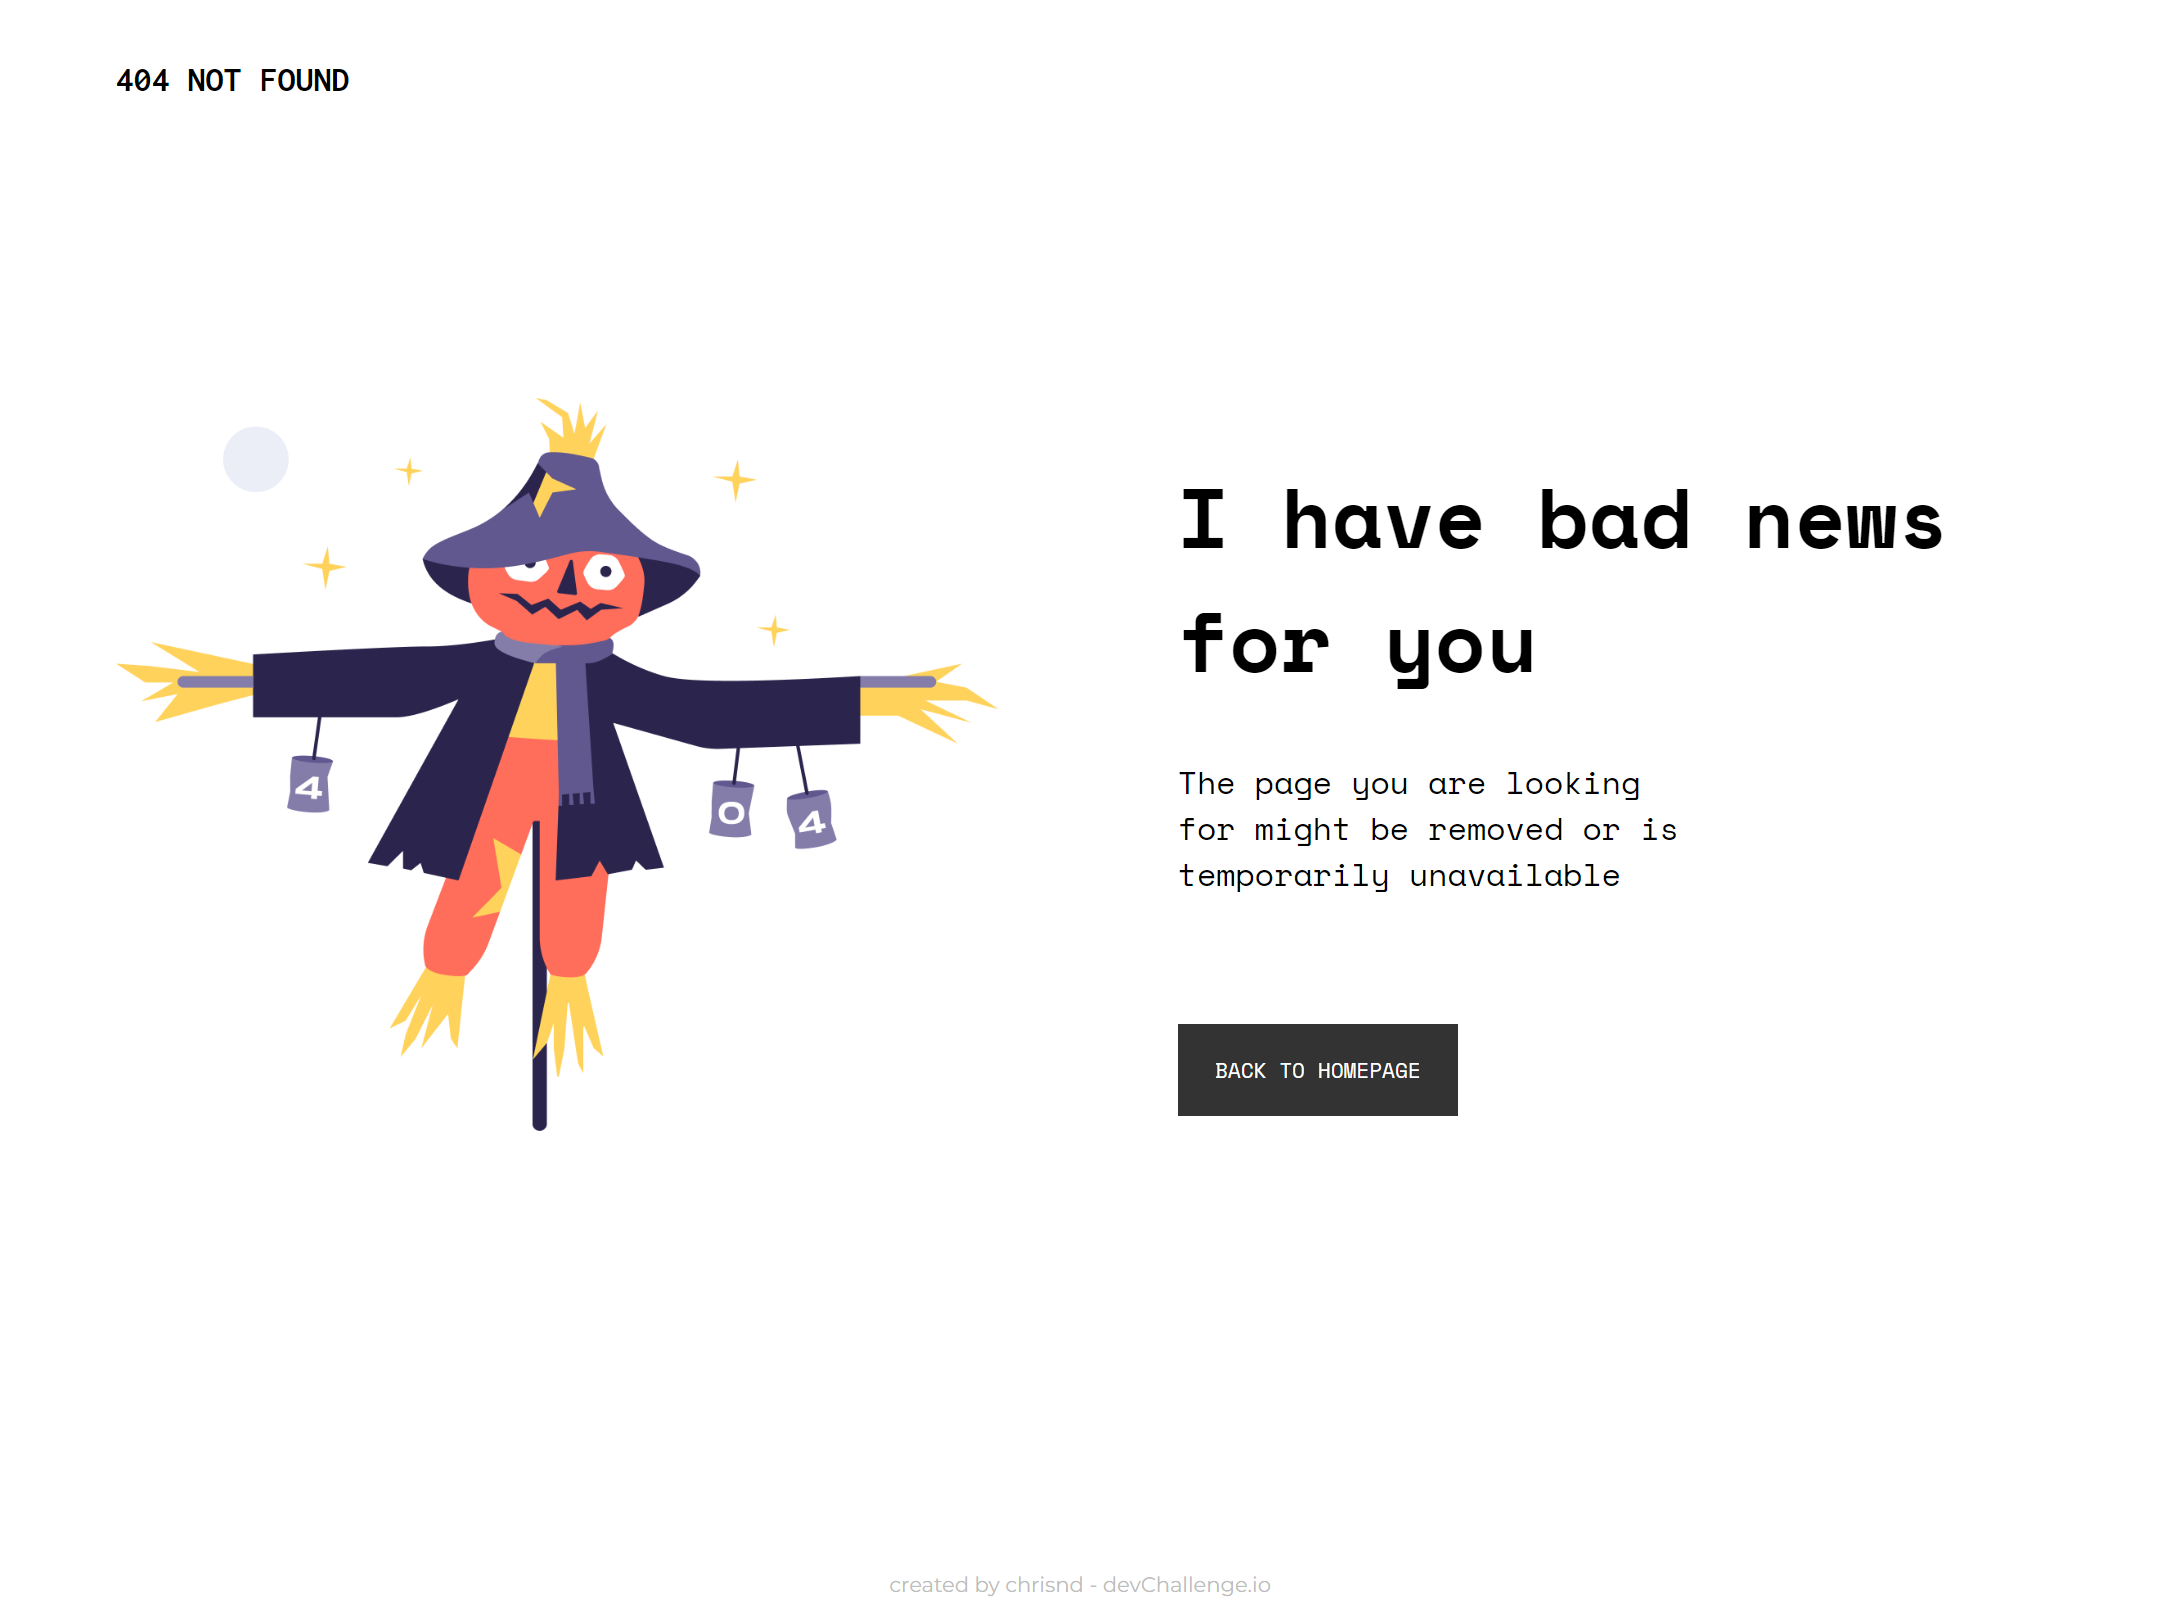 404 NOT FOUND
4
0
4
I have bad news
for you
The page you are looking
for might be removed or is
temporarily unavailable
BACK TO HOMEPAGE
created by chrisnd - devChallenge.io